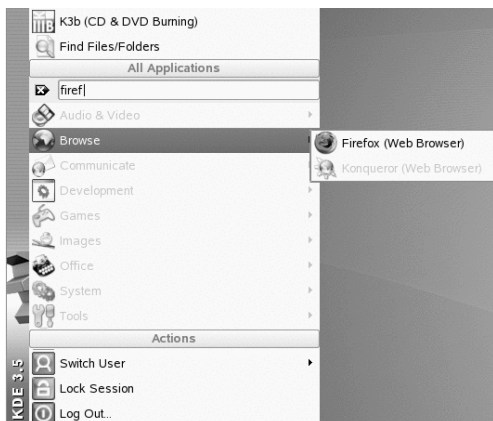 K3b (CD & DVD Burning)
Find Files/Folders
All Applications
firef
Audio & Video
Browse
Firefox (Web Browser)
Communicate
Konqueror (Web Browser)
Development
Games
Images
Office
System
Tools
Actions
Switch User
Lock Session
Log Out...
KDE 3.5